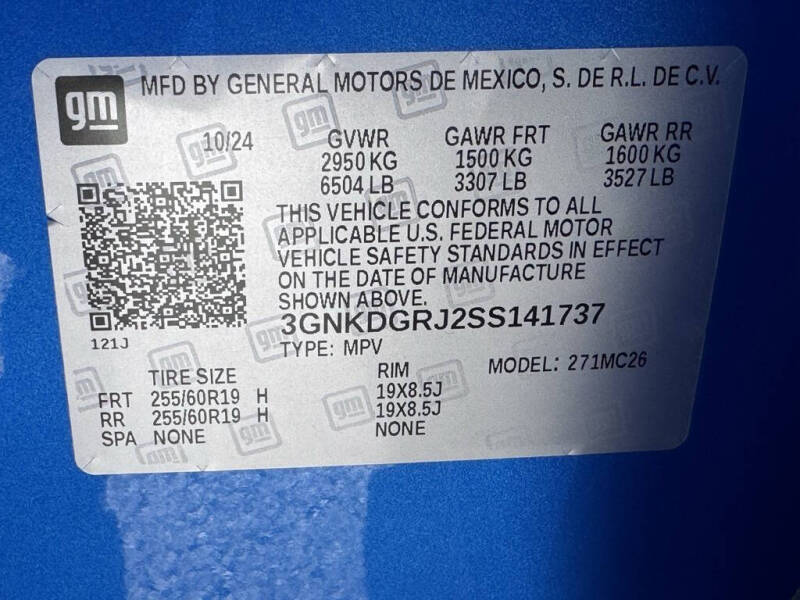 gm MFD BY GENERAL MOTORS DE MEXICO, S. DE R.L. DE C.V.
10/24 GVWR GAWR FRT GAWR RR
2950 KG 1500 KG 1600 KG
6504 LB 3307 LB 3527 LB
THIS VEHICLE CONFORMS TO ALL
APPLICABLE U.S. FEDERAL MOTOR
VEHICLE SAFETY STANDARDS IN EFFECT
ON THE DATE OF MANUFACTURE
SHOWN ABOVE.
3GNKDGRJ2SS141737
121J
TYPE: MPV MODEL: 271MC26
TIRE SIZE RIM
FRT 255/60R19 H 19X8.5J
RR 255/60R19 H 19X8.5J
SPA NONE NONE